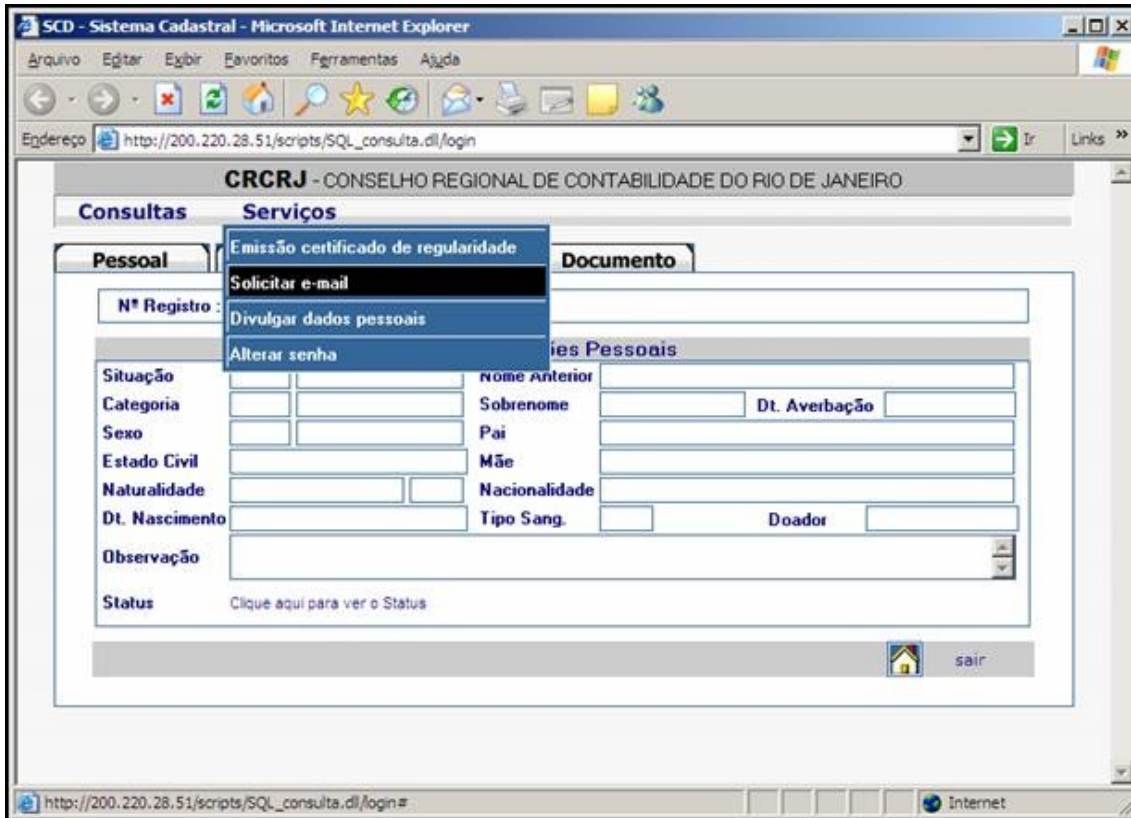 SCD - Sistema Cadastral - Microsoft Internet Explorer
Arquivo Editar Exibir Favoritos Ferramentas Ajuda
Endereço http://200.220.28.51/scripts/SQL_consulta.dll/login Ir Links »
CRCRJ - CONSELHO REGIONAL DE CONTABILIDADE DO RIO DE JANEIRO
Consultas Serviços
Pessoal Documento
Emissão certificado de regularidade
Solicitar e-mail
Divulgar dados pessoais
Alterar senha
Nª Registro :
ões Pessoais
Situação Nome Anterior
Categoria Sobrenome Dt. Averbação
Sexo Pai
Estado Civil Mãe
Naturalidade Nacionalidade
Dt. Nascimento Tipo Sang. Doador
Observação
Status Clique aqui para ver o Status
sair
http://200.220.28.51/scripts/SQL_consulta.dll/login# Internet